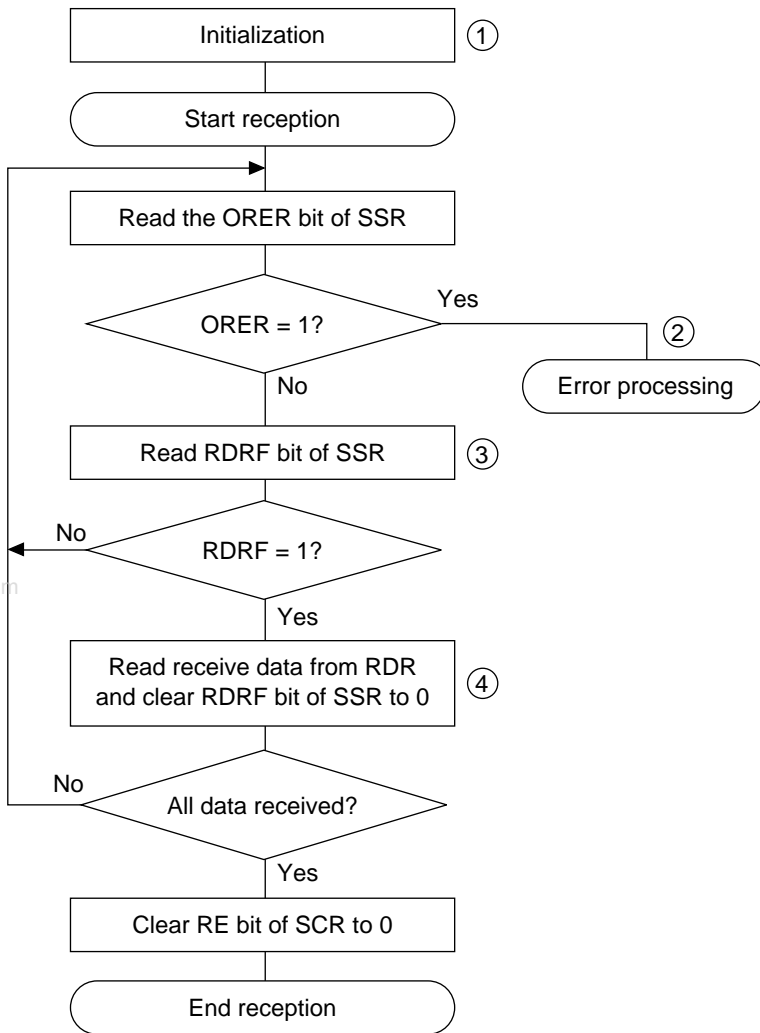 Initialization
1
Start reception
Read the ORER bit of SSR
Yes
ORER = 1?
2
Error processing
No
Read RDRF bit of SSR
3
No
RDRF = 1?
m
Yes
Read receive data from RDR
and clear RDRF bit of SSR to 0
4
No
All data received?
Yes
Clear RE bit of SCR to 0
End reception